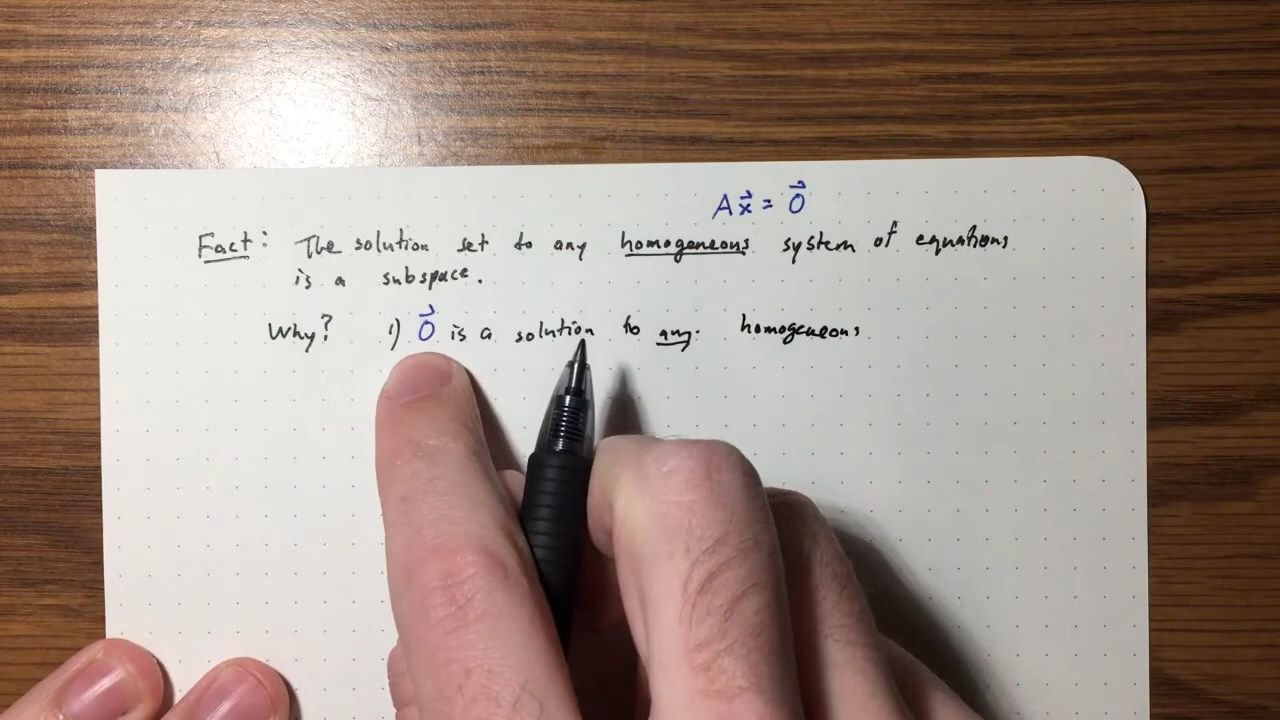 Ax⃗ = 0⃗
Fact: The solution set to any homogeneous system of equations
is a subspace.
Why? 1) 0⃗ is a solution to any homogeneous